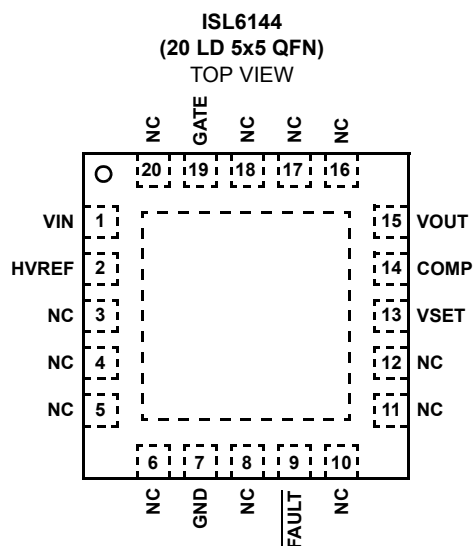 ISL6144
(20 LD 5x5 QFN)
TOP VIEW
NC GATE NC NC NC
20 19 18 17 16
VIN 1 15 VOUT
HVREF 2 14 COMP
NC 3 13 VSET
NC 4 12 NC
NC 5 11 NC
6 7 8 9 10
NC GND NC FAULT NC